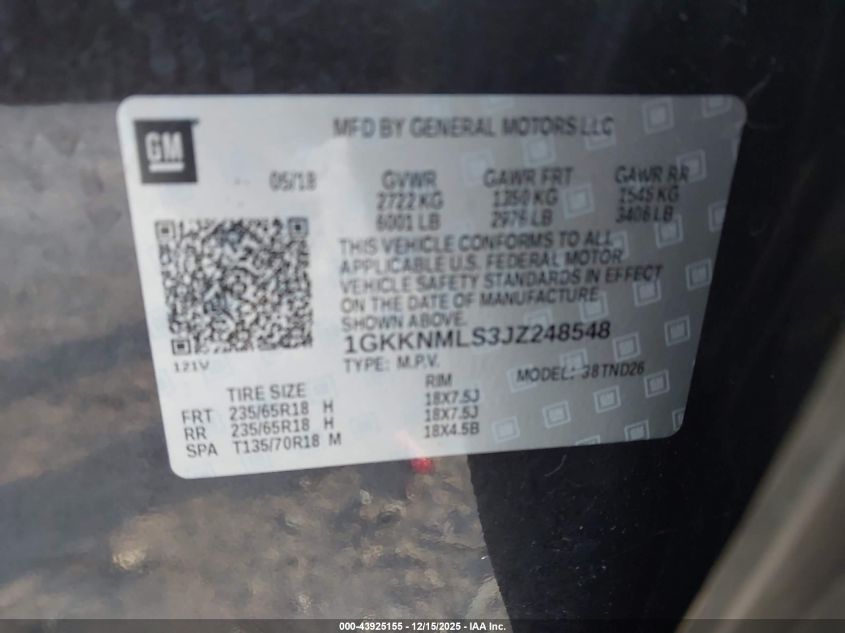 GM
MFD BY GENERAL MOTORS LLC
05/18 GVWR GAWR FRT GAWR RR
2722 KG 1350 KG 1545 KG
6001 LB 2976 LB 3406 LB
THIS VEHICLE CONFORMS TO ALL
APPLICABLE U.S. FEDERAL MOTOR
VEHICLE SAFETY STANDARDS IN EFFECT
ON THE DATE OF MANUFACTURE
SHOWN ABOVE.
1GKKNMLS3JZ248548
121V
TYPE: M.P.V. MODEL: 38TND26
TIRE SIZE RIM
FRT 235/65R18 H 18X7.5J
RR 235/65R18 H 18X7.5J
SPA T135/70R18 M 18X4.5B
000-43925155 - 12/15/2025 - IAA Inc.